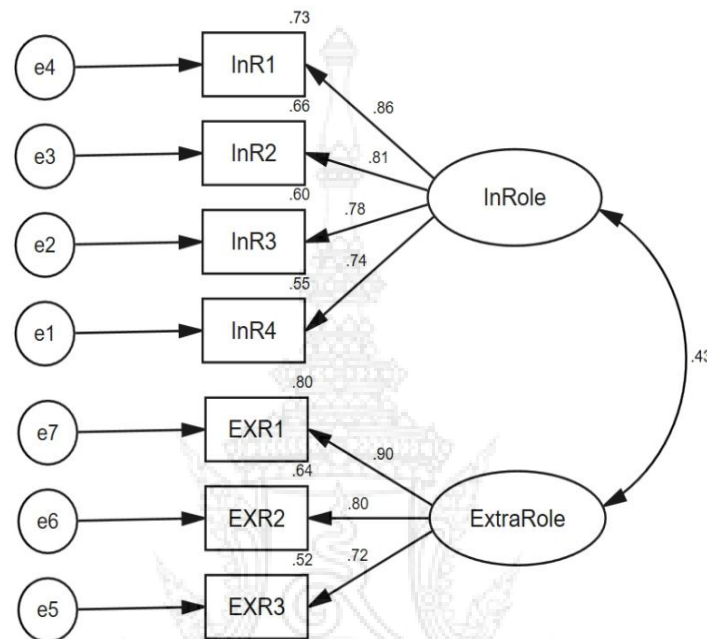 .73
e4
InR1
.86
.66
e3
InR2
.81
InRole
.60
e2
InR3
.78
.74
.55
e1
InR4
.43
.80
e7
EXR1
.90
.64
e6
EXR2
.80
ExtraRole
.52
.72
e5
EXR3